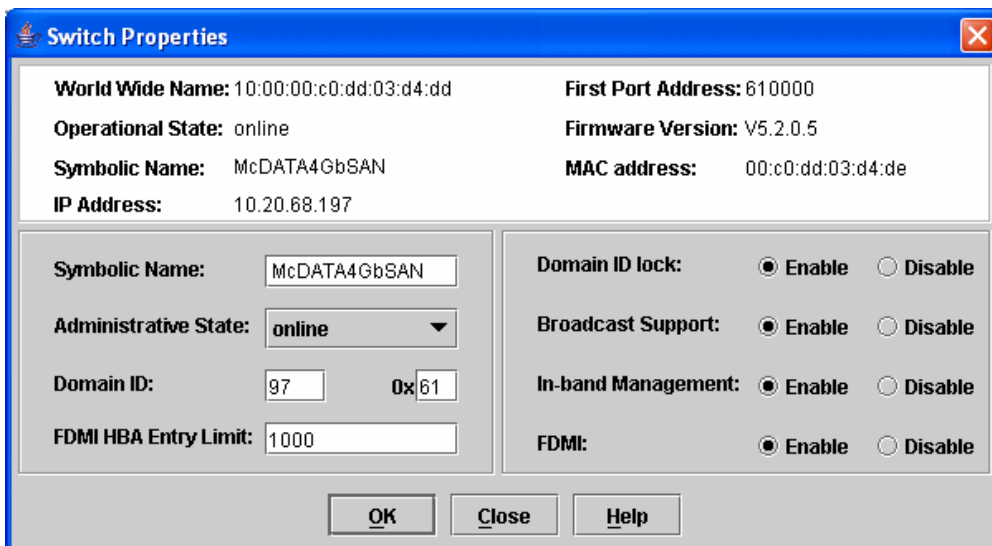 Switch Properties
World Wide Name: 10:00:00:c0:dd:03:d4:dd First Port Address: 610000
Operational State: online Firmware Version: V5.2.0.5
Symbolic Name: McDATA4GbSAN MAC address: 00:c0:dd:03:d4:de
IP Address: 10.20.68.197
Symbolic Name: McDATA4GbSAN
Administrative State: online
Domain ID: 97 0x 61
FDMI HBA Entry Limit: 1000
Domain ID lock: Enable Disable
Broadcast Support: Enable Disable
In-band Management: Enable Disable
FDMI: Enable Disable
OK Close Help